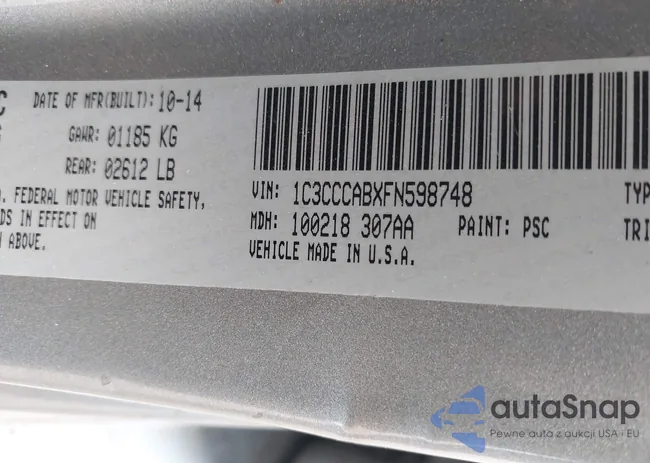 C DATE OF MFR(BUILT): 10-14
GAWR: 01185 KG
REAR: 02612 LB
FEDERAL MOTOR VEHICLE SAFETY,
DS IN EFFECT ON
ABOVE.
VIN: 1C3CCCABXFN598748 TYP
MDH: 100218 307AA PAINT: PSC TRI
VEHICLE MADE IN U.S.A.
autaSnap
Pewne auta z aukcji USA i EU